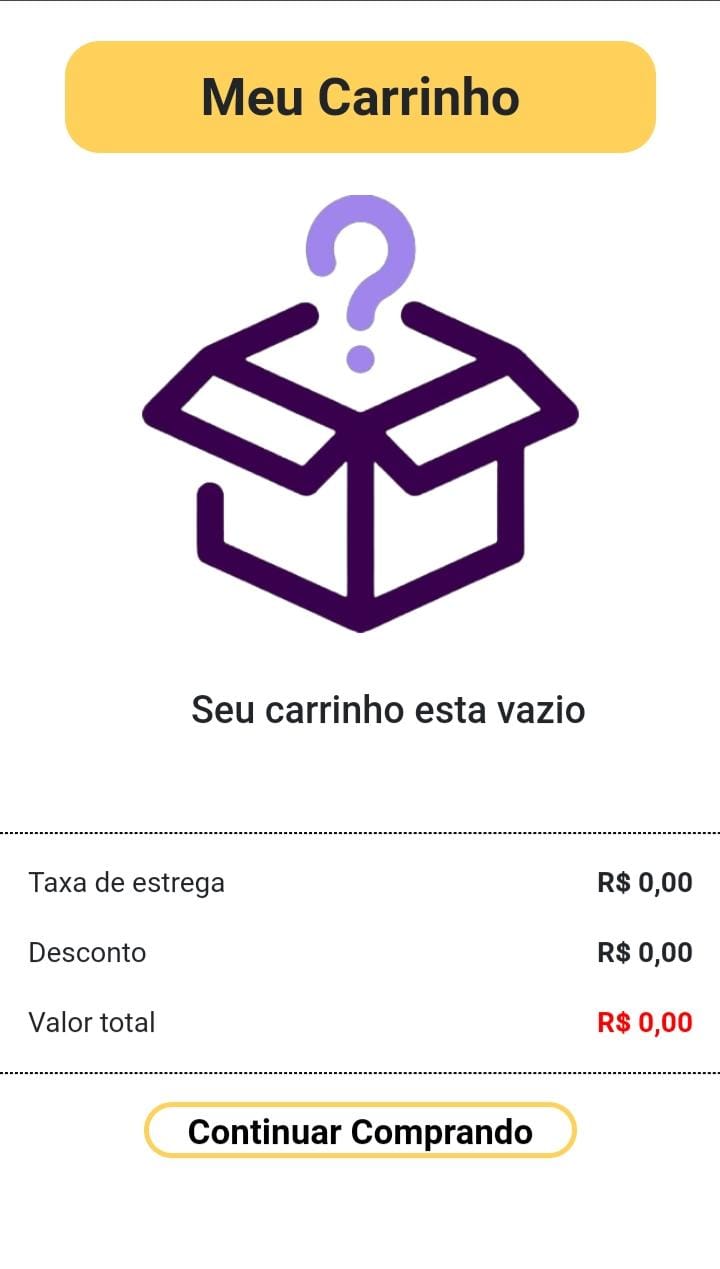 Meu Carrinho
Seu carrinho esta vazio
Taxa de estrega R$ 0,00
Desconto R$ 0,00
Valor total R$ 0,00
Continuar Comprando